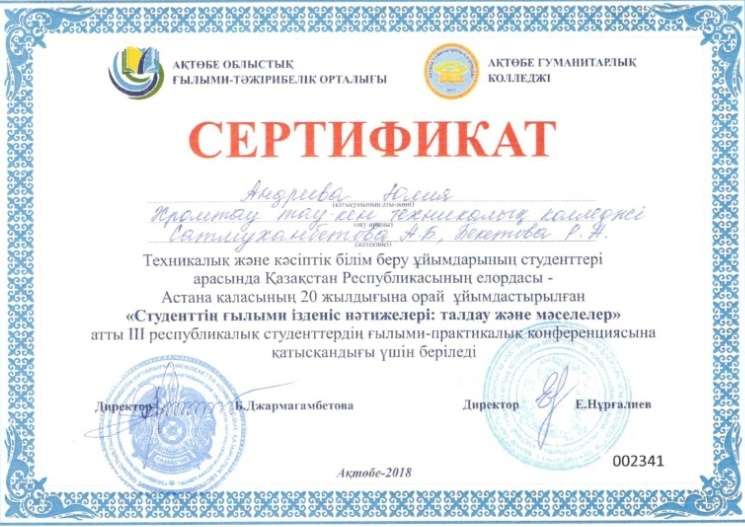 АҚТӨБЕ ОБЛЫСТЫҚ
ҒЫЛЫМИ-ТӘЖІРИБЕЛІК ОРТАЛЫҒЫ
АҚТӨБЕ ГУМАНИТАРЛЫҚ
КОЛЛЕДЖІ
СЕРТИФИКАТ
Андриева Юлия
(қатысушының аты-жөні)
Хромтау тау-кен техникалық колледжі
(оқу орны)
Сатмуханбетова А.Б., Бекетова Р.А.
(жетекшісі)
Техникалық және кәсіптік білім беру ұйымдарының студенттері
арасында Қазақстан Республикасының елордасы -
Астана қаласының 20 жылдығына орай ұйымдастырылған
«Студенттің ғылыми ізденіс нәтижелері: талдау және мәселелер»
атты III республикалық студенттердің ғылыми-практикалық конференциясына
қатысқандығы үшін беріледі
Директор Б.Джармагамбетова
Директор Е.Нұрғалиев
002341
Ақтөбе-2018